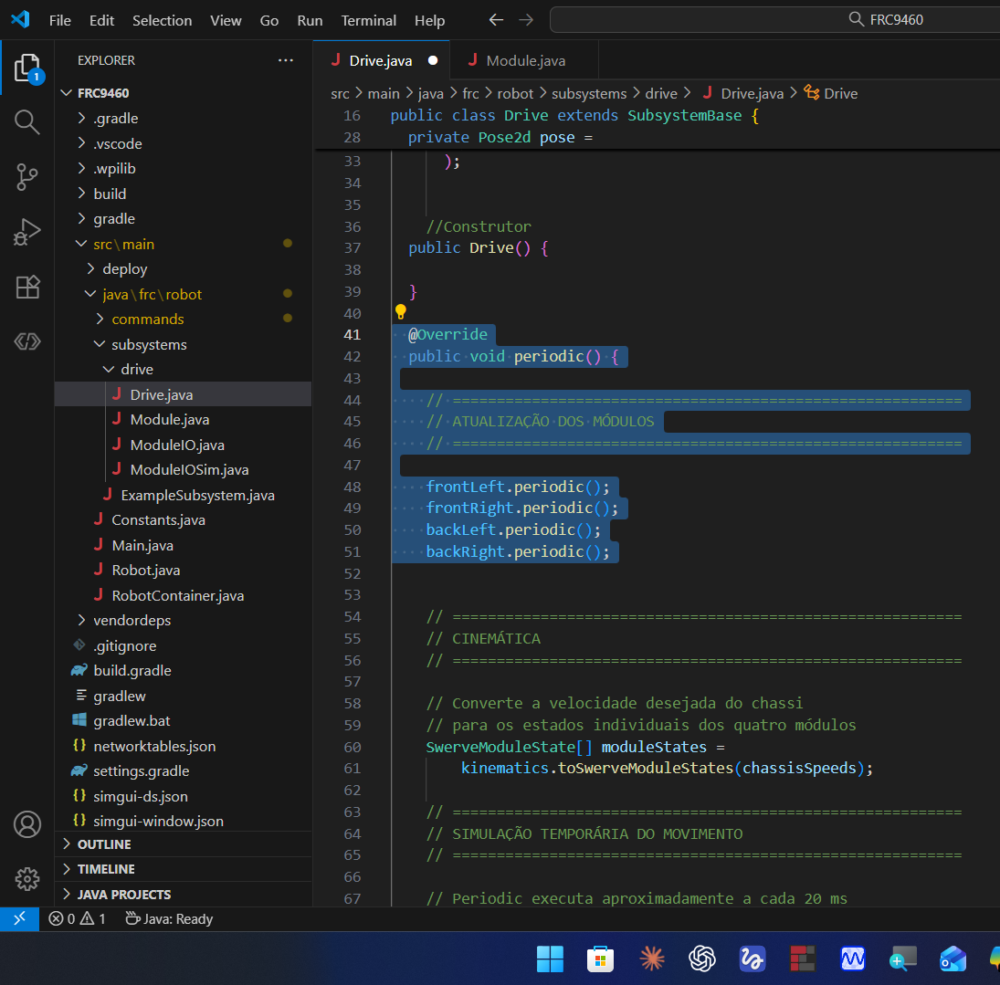 File Edit Selection View Go Run Terminal Help
FRC9460
EXPLORER
FRC9460
.gradle
.vscode
.wpilib
build
gradle
src\main
deploy
java\frc\robot
commands
subsystems
drive
J Drive.java
J Module.java
J ModuleIO.java
J ModuleIOSim.java
J ExampleSubsystem.java
J Constants.java
J Main.java
J Robot.java
J RobotContainer.java
vendordeps
.gitignore
build.gradle
gradlew
gradlew.bat
{} networktables.json
settings.gradle
{} simgui-ds.json
{} simgui-window.json
OUTLINE
TIMELINE
JAVA PROJECTS
1
J Drive.java J Module.java
src > main > java > frc > robot > subsystems > drive > J Drive.java > Drive
16 public class Drive extends SubsystemBase {
28 private Pose2d pose =
33 );
34
35
36 //Construtor
37 public Drive() {
38
39 }
40
41 @Override
42 public void periodic() {
43
44 // ==========================================================
45 // ATUALIZAÇÃO DOS MÓDULOS
46 // ==========================================================
47
48 frontLeft.periodic();
49 frontRight.periodic();
50 backLeft.periodic();
51 backRight.periodic();
52
53
54 // ==========================================================
55 // CINEMÁTICA
56 // ==========================================================
57
58 // Converte a velocidade desejada do chassi
59 // para os estados individuais dos quatro módulos
60 SwerveModuleState[] moduleStates =
61 kinematics.toSwerveModuleStates(chassisSpeeds);
62
63 // ==========================================================
64 // SIMULAÇÃO TEMPORÁRIA DO MOVIMENTO
65 // ==========================================================
66
67 // Periodic executa aproximadamente a cada 20 ms
0 1 Java: Ready